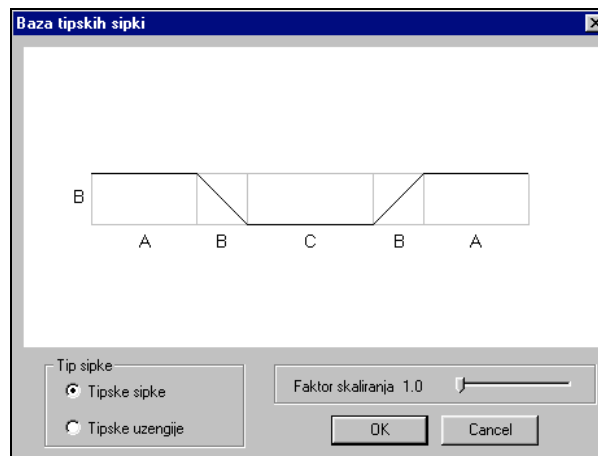 Baza tipskih sipki
B
A B C B A
Tip sipke
Tipske sipke
Tipske uzengije
Faktor skaliranja 1.0
OK Cancel